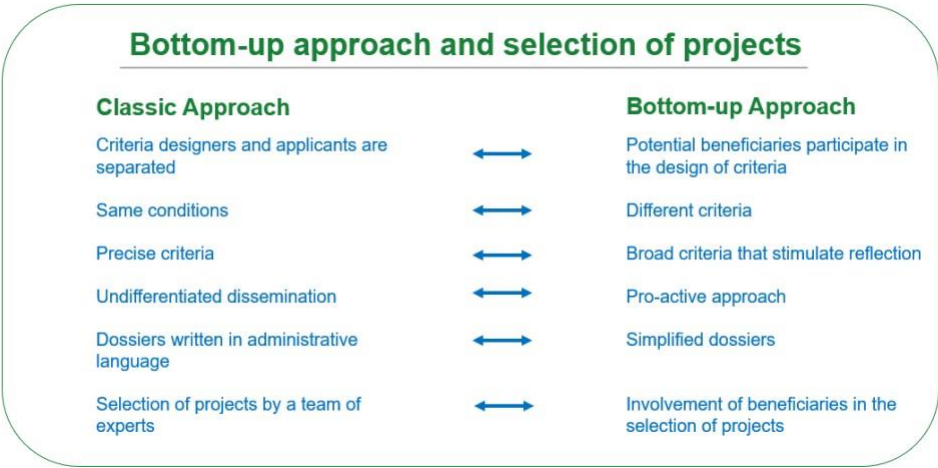 Bottom-up approach and selection of projects
Classic Approach
Bottom-up Approach
Criteria designers and applicants are
separated
Potential beneficiaries participate in
the design of criteria
Same conditions
Different criteria
Precise criteria
Broad criteria that stimulate reflection
Undifferentiated dissemination
Pro-active approach
Dossiers written in administrative
language
Simplified dossiers
Selection of projects by a team of
experts
Involvement of beneficiaries in the
selection of projects